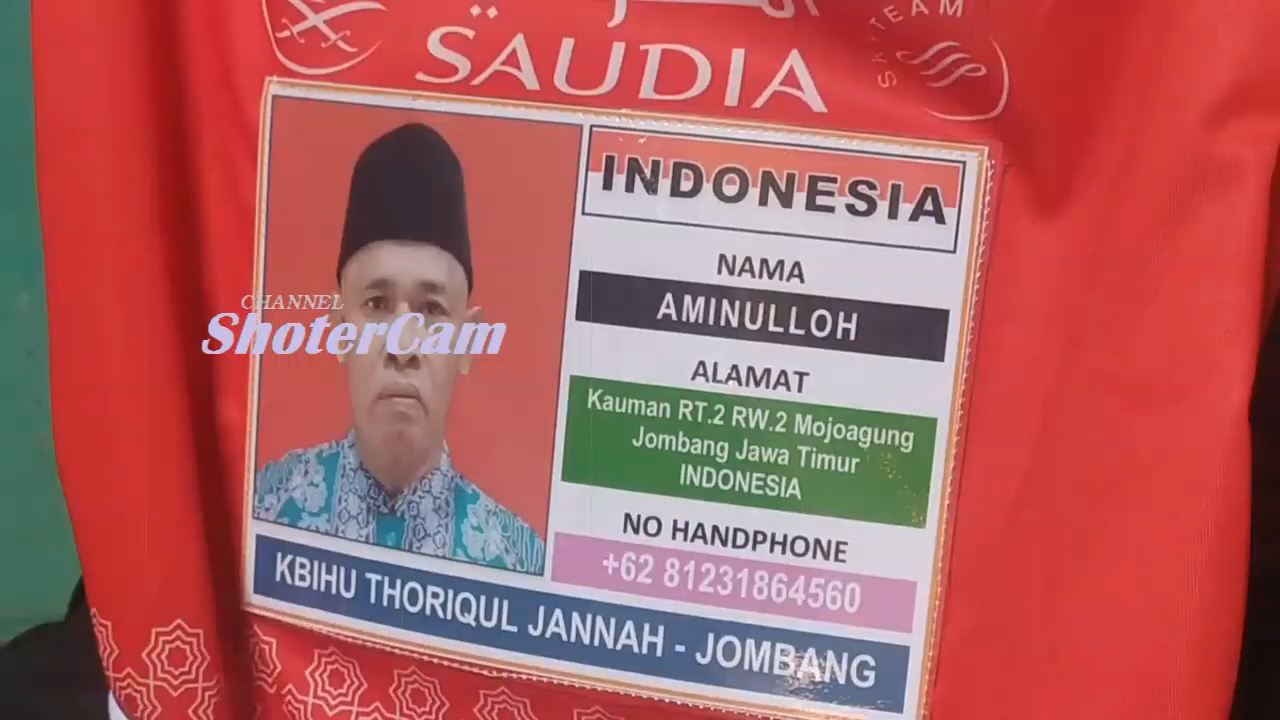 SAUDIA
SKYTEAM
INDONESIA
NAMA
AMINULLOH
ALAMAT
Kauman RT.2 RW.2 Mojoagung
Jombang Jawa Timur
INDONESIA
NO HANDPHONE
+62 81231864560
KBIHU THORIQUL JANNAH - JOMBANG
CHANNEL
ShoterCam